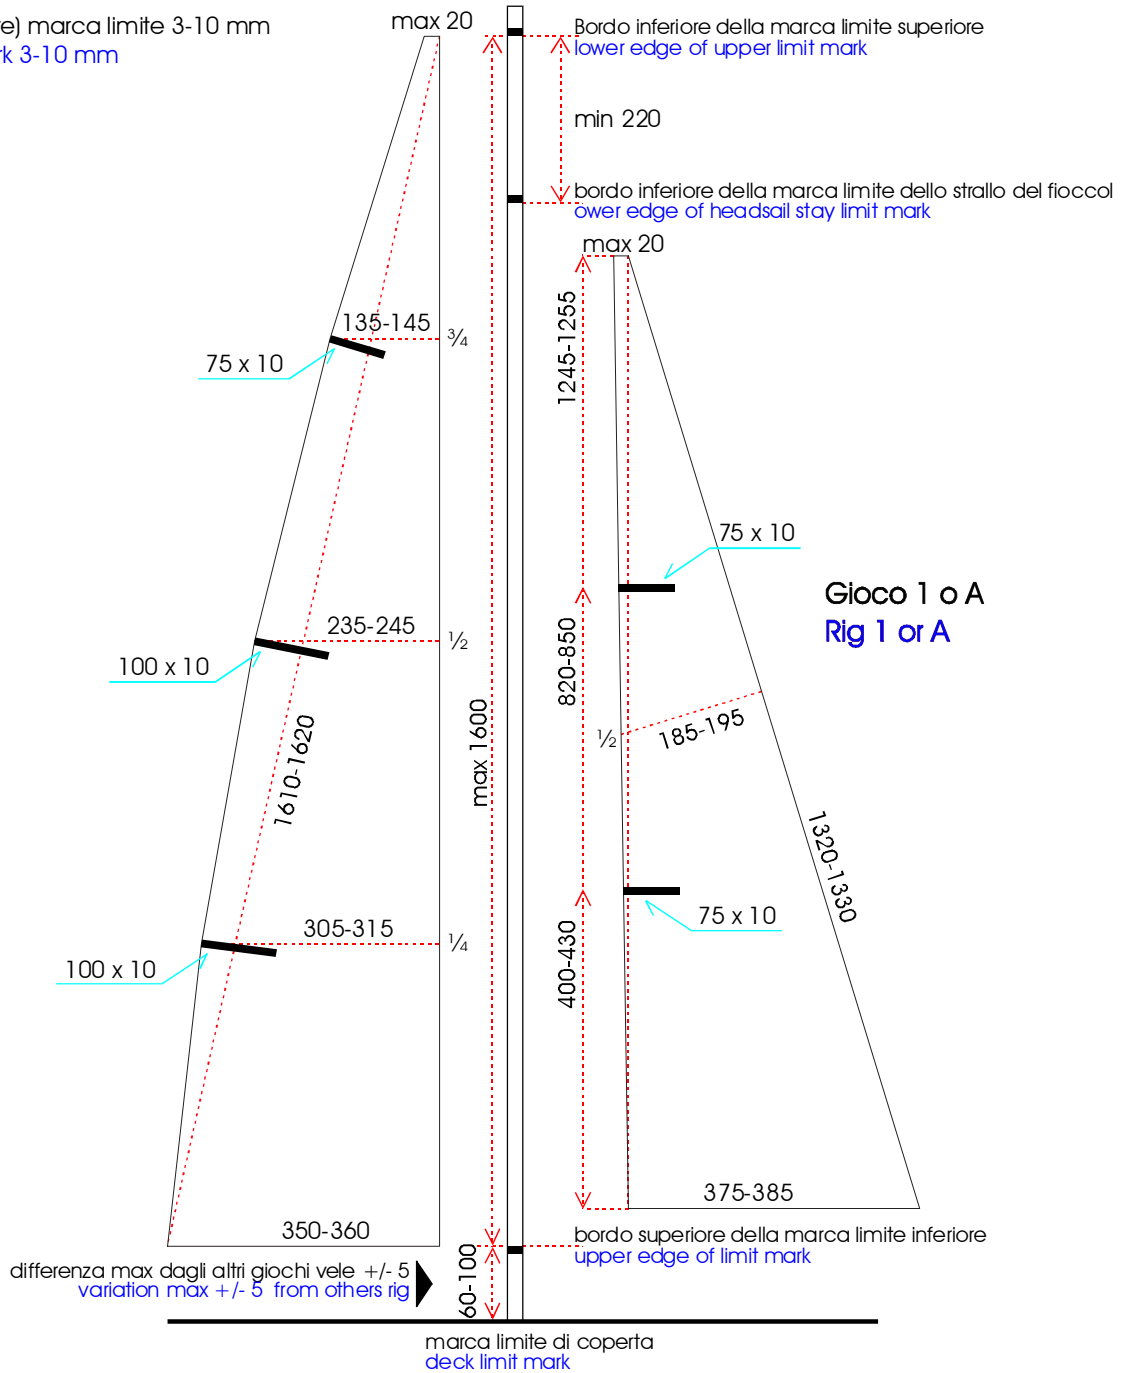 re) marca limite 3-10 mm
rk 3-10 mm
max 20
Bordo inferiore della marca limite superiore
lower edge of upper limit mark
min 220
bordo inferiore della marca limite dello strallo del fioccol
ower edge of headsail stay limit mark
max 20
135-145
3/4
75 x 10
1245-1255
75 x 10
Gioco 1 o A
Rig 1 or A
235-245
1/2
100 x 10
820-850
max 1600
1/2
185-195
1610-1620
1320-1330
305-315
1/4
100 x 10
75 x 10
400-430
375-385
350-360
bordo superiore della marca limite inferiore
upper edge of limit mark
differenza max dagli altri giochi vele +/- 5
variation max +/- 5 from others rig
60-100
marca limite di coperta
deck limit mark